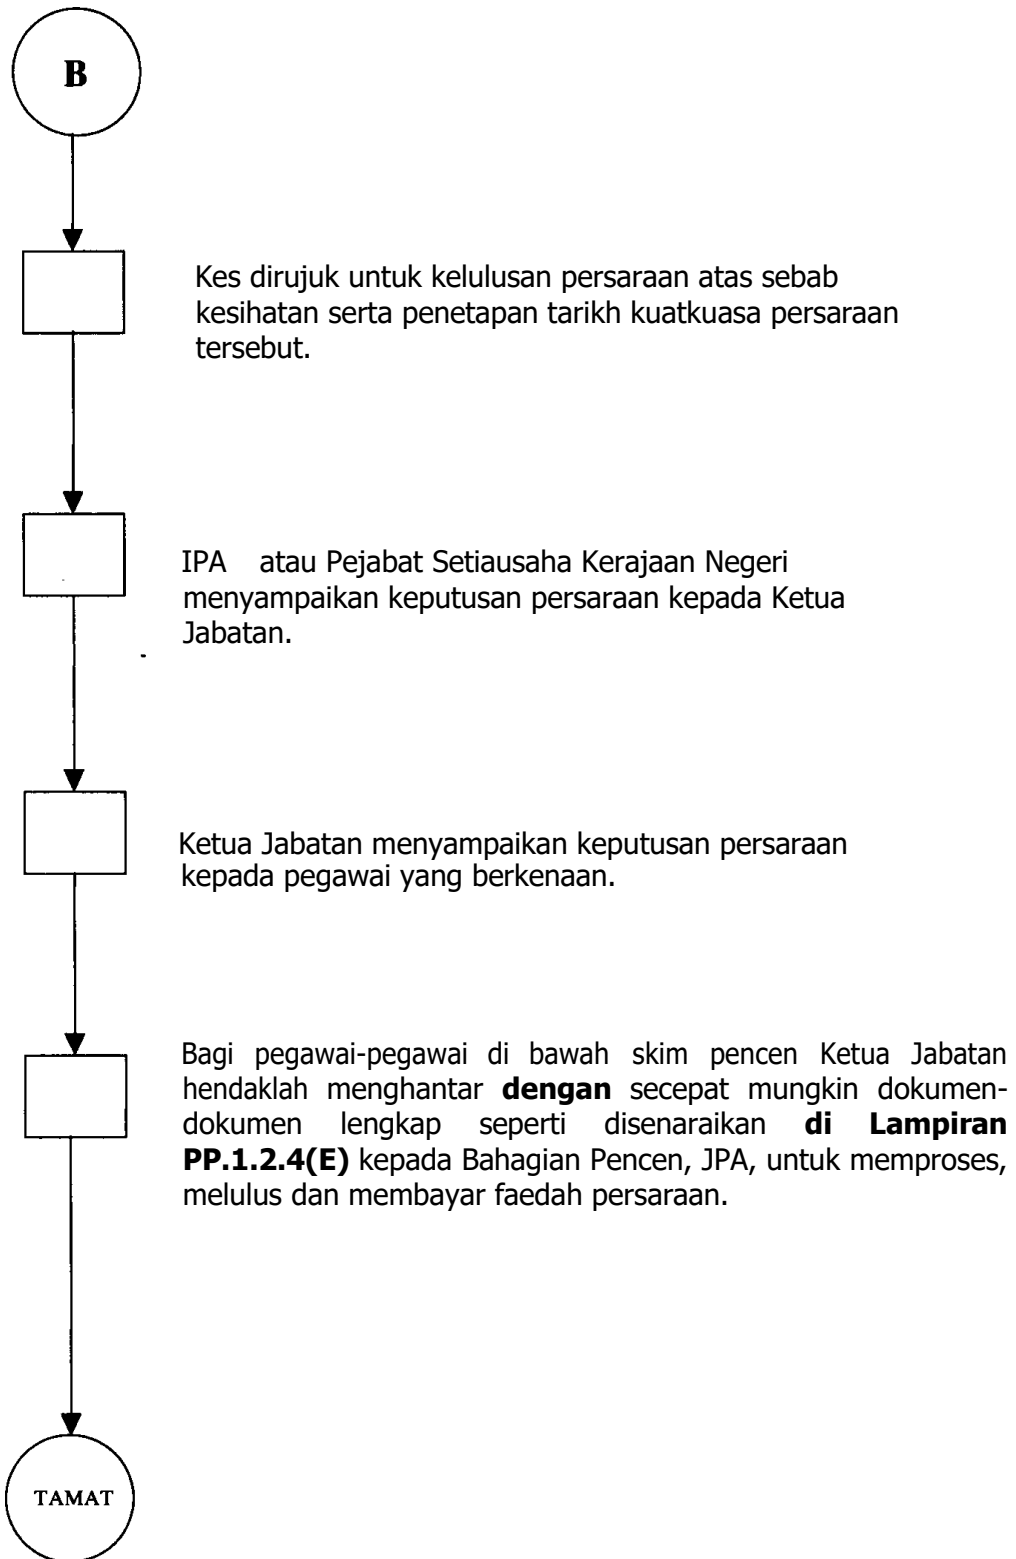 B
Kes dirujuk untuk kelulusan persaraan atas sebab
kesihatan serta penetapan tarikh kuatkuasa persaraan
tersebut.
IPA atau Pejabat Setiausaha Kerajaan Negeri
menyampaikan keputusan persaraan kepada Ketua
Jabatan.
Ketua Jabatan menyampaikan keputusan persaraan
kepada pegawai yang berkenaan.
Bagi pegawai-pegawai di bawah skim pencen Ketua Jabatan
hendaklah menghantar dengan secepat mungkin dokumen-
dokumen lengkap seperti disenaraikan di Lampiran
PP.1.2.4(E) kepada Bahagian Pencen, JPA, untuk memproses,
melulus dan membayar faedah persaraan.
TAMAT